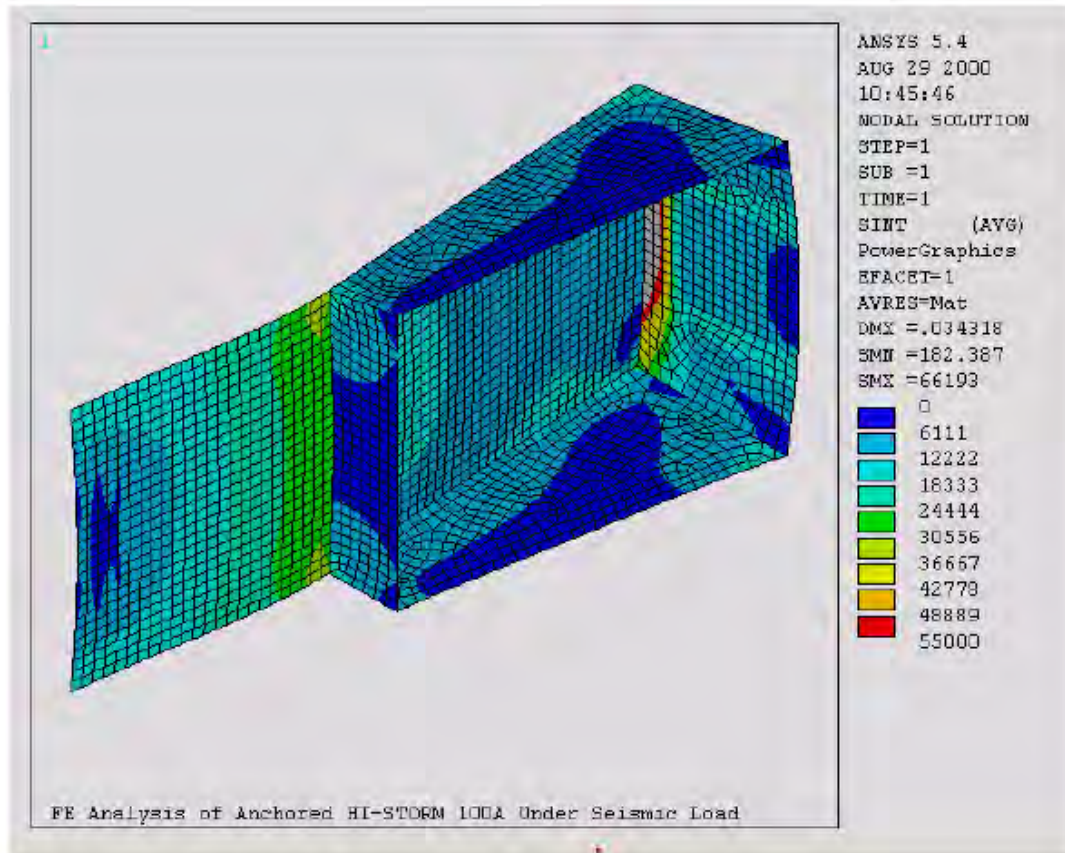 1
ANSYS 5.4
AUG 29 2000
10:45:46
NODAL SOLUTION
STEP=1
SUB =1
TIME=1
SINT (AVG)
PowerGraphics
EFACET=1
AVRES=Mat
DMX =.034318
SMN =182.387
SMX =66193
0
6111
12222
18333
24444
30556
36667
42778
48889
55000
FE Analysis of Anchored HI-STORM 100A Under Seismic Load